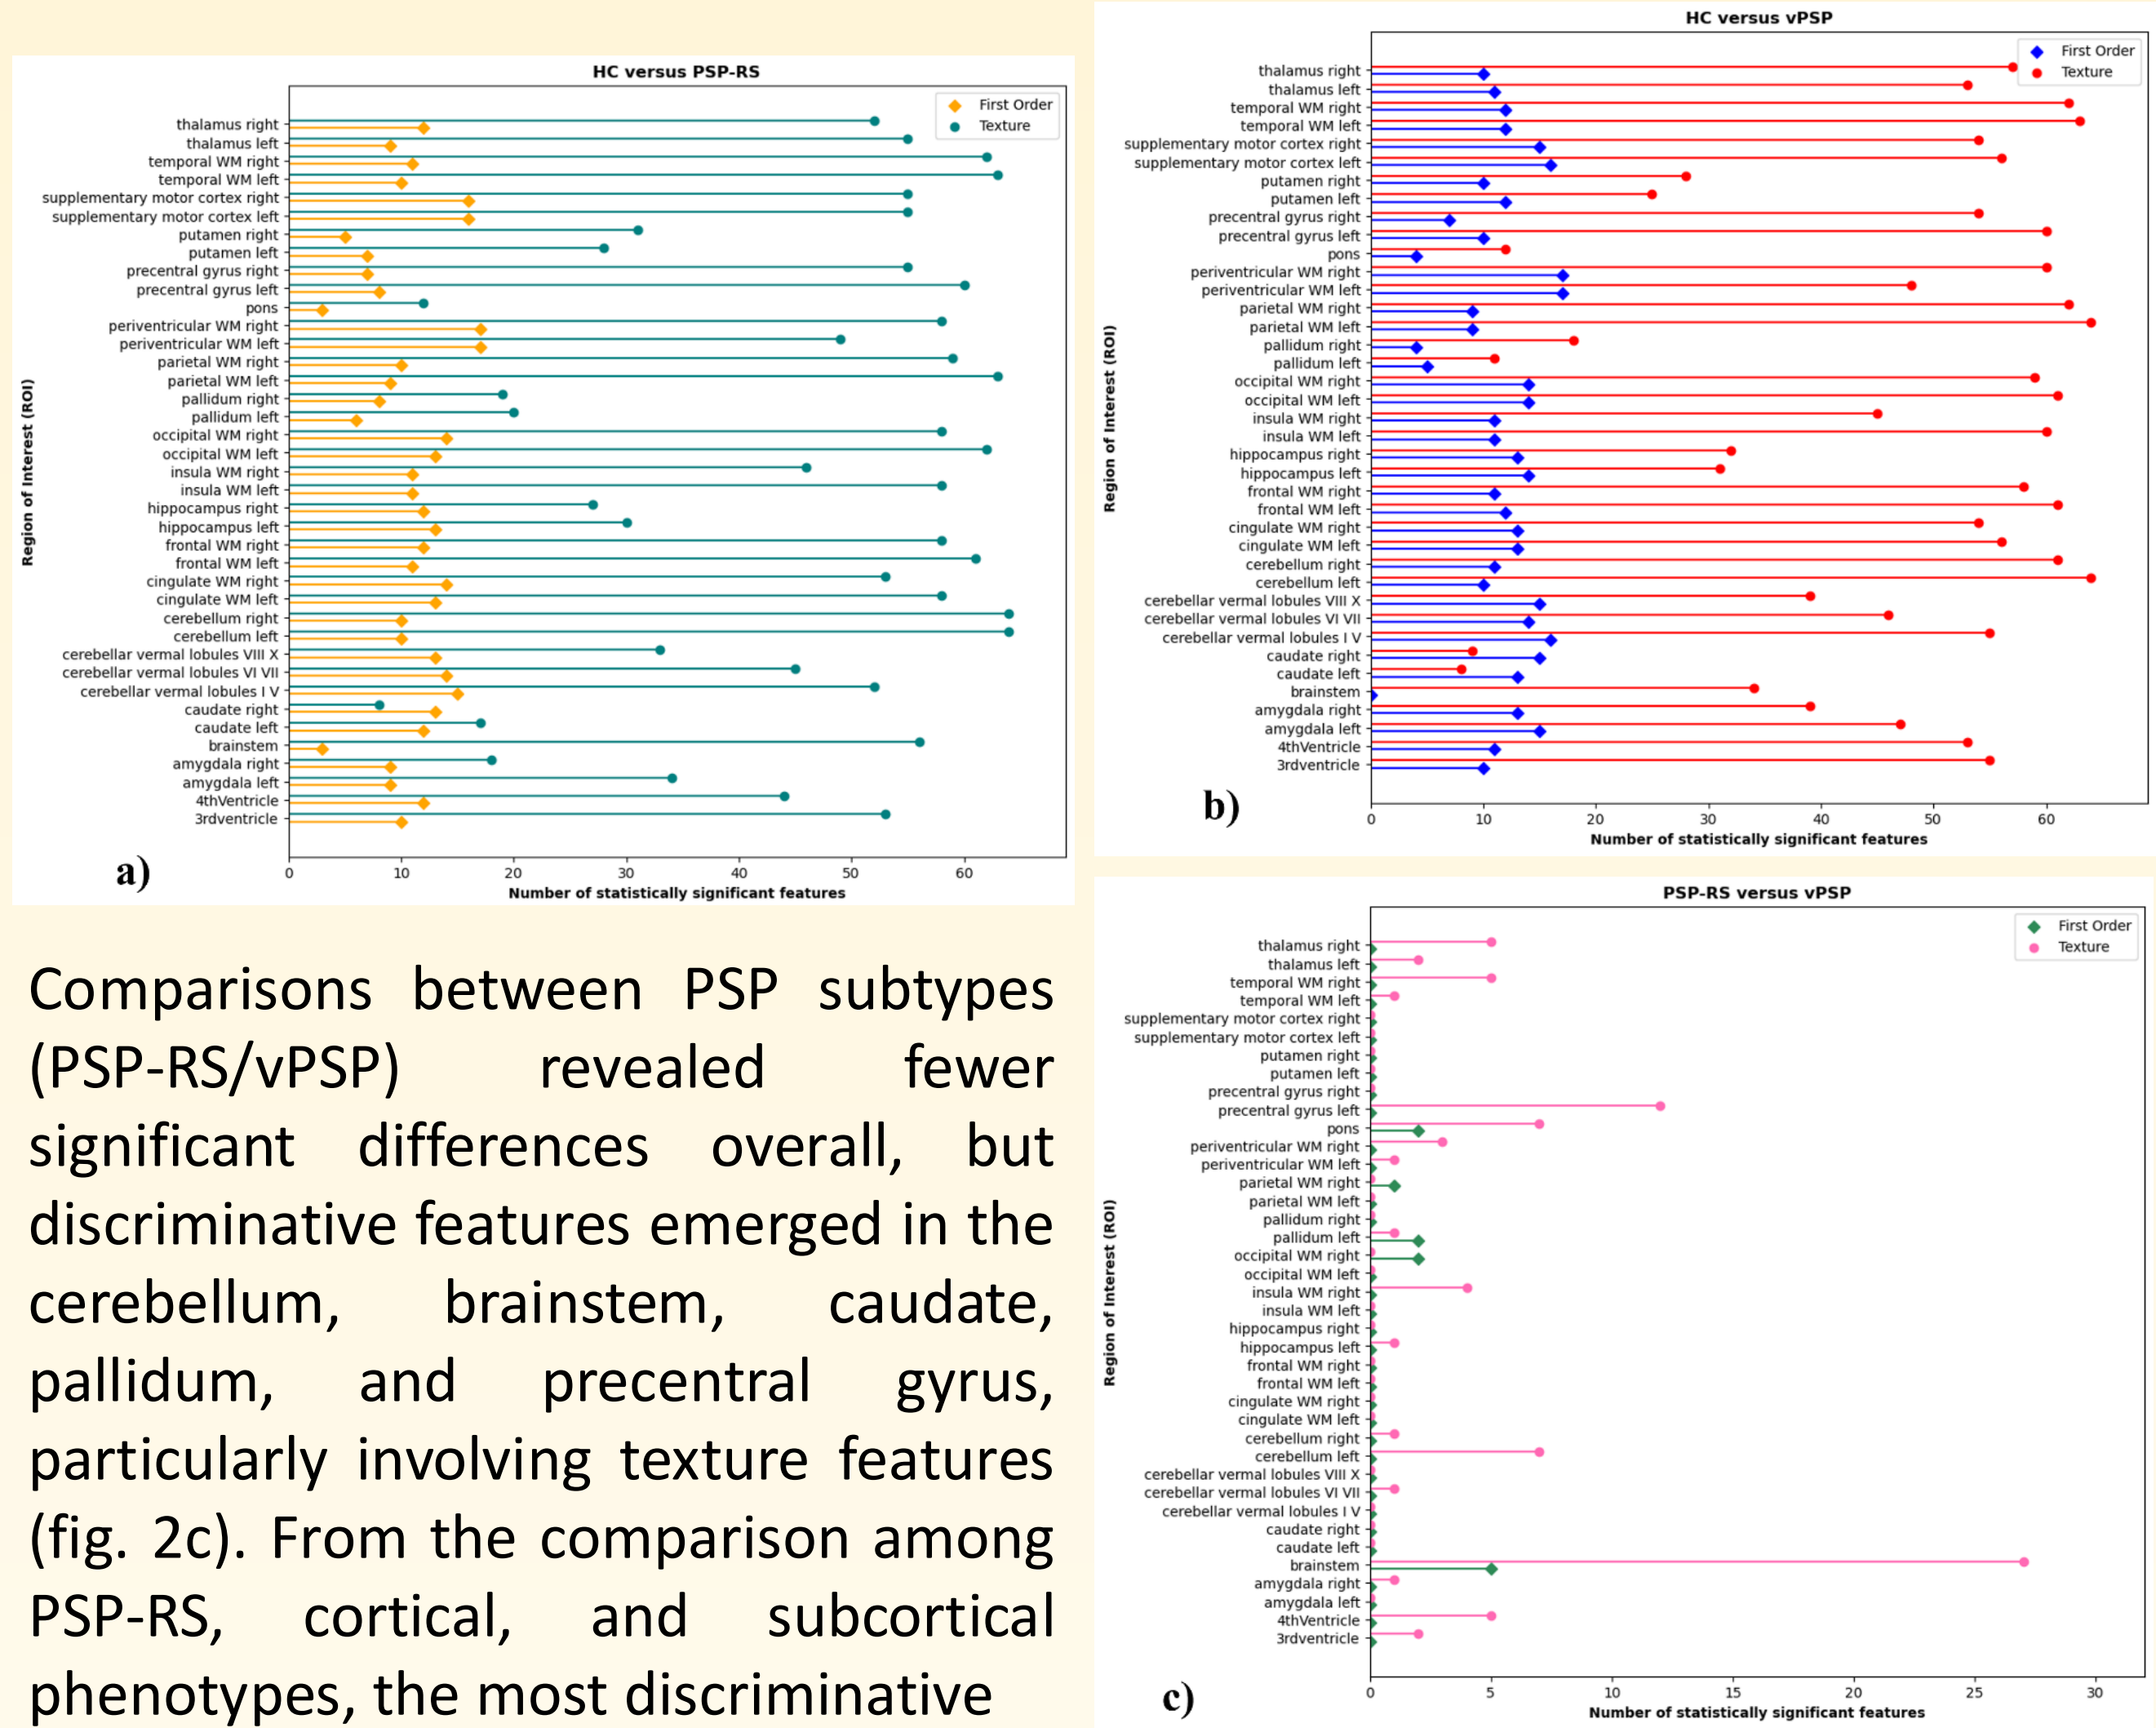 HC versus PSP-RS
First Order
Texture
thalamus right
thalamus left
temporal WM right
temporal WM left
supplementary motor cortex right
supplementary motor cortex left
putamen right
putamen left
precentral gyrus right
precentral gyrus left
pons
periventricular WM right
periventricular WM left
parietal WM right
parietal WM left
pallidum right
pallidum left
occipital WM right
occipital WM left
insula WM right
insula WM left
hippocampus right
hippocampus left
frontal WM right
frontal WM left
cingulate WM right
cingulate WM left
cerebellum right
cerebellum left
cerebellar vermal lobules VIII X
cerebellar vermal lobules VI VII
cerebellar vermal lobules I V
caudate right
caudate left
brainstem
amygdala right
amygdala left
4thVentricle
3rdventricle
Region of Interest (ROI)
0 10 20 30 40 50 60
Number of statistically significant features
a)
HC versus vPSP
First Order
Texture
thalamus right
thalamus left
temporal WM right
temporal WM left
supplementary motor cortex right
supplementary motor cortex left
putamen right
putamen left
precentral gyrus right
precentral gyrus left
pons
periventricular WM right
periventricular WM left
parietal WM right
parietal WM left
pallidum right
pallidum left
occipital WM right
occipital WM left
insula WM right
insula WM left
hippocampus right
hippocampus left
frontal WM right
frontal WM left
cingulate WM right
cingulate WM left
cerebellum right
cerebellum left
cerebellar vermal lobules VIII X
cerebellar vermal lobules VI VII
cerebellar vermal lobules I V
caudate right
caudate left
brainstem
amygdala right
amygdala left
4thVentricle
3rdventricle
Region of Interest (ROI)
0 10 20 30 40 50 60
Number of statistically significant features
b)
Comparisons between PSP subtypes
(PSP-RS/vPSP) revealed fewer
significant differences overall, but
discriminative features emerged in the
cerebellum, brainstem, caudate,
pallidum, and precentral gyrus,
particularly involving texture features
(fig. 2c). From the comparison among
PSP-RS, cortical, and subcortical
phenotypes, the most discriminative
PSP-RS versus vPSP
First Order
Texture
thalamus right
thalamus left
temporal WM right
temporal WM left
supplementary motor cortex right
supplementary motor cortex left
putamen right
putamen left
precentral gyrus right
precentral gyrus left
pons
periventricular WM right
periventricular WM left
parietal WM right
parietal WM left
pallidum right
pallidum left
occipital WM right
occipital WM left
insula WM right
insula WM left
hippocampus right
hippocampus left
frontal WM right
frontal WM left
cingulate WM right
cingulate WM left
cerebellum right
cerebellum left
cerebellar vermal lobules VIII X
cerebellar vermal lobules VI VII
cerebellar vermal lobules I V
caudate right
caudate left
brainstem
amygdala right
amygdala left
4thVentricle
3rdventricle
Region of Interest (ROI)
0 5 10 15 20 25 30
Number of statistically significant features
c)